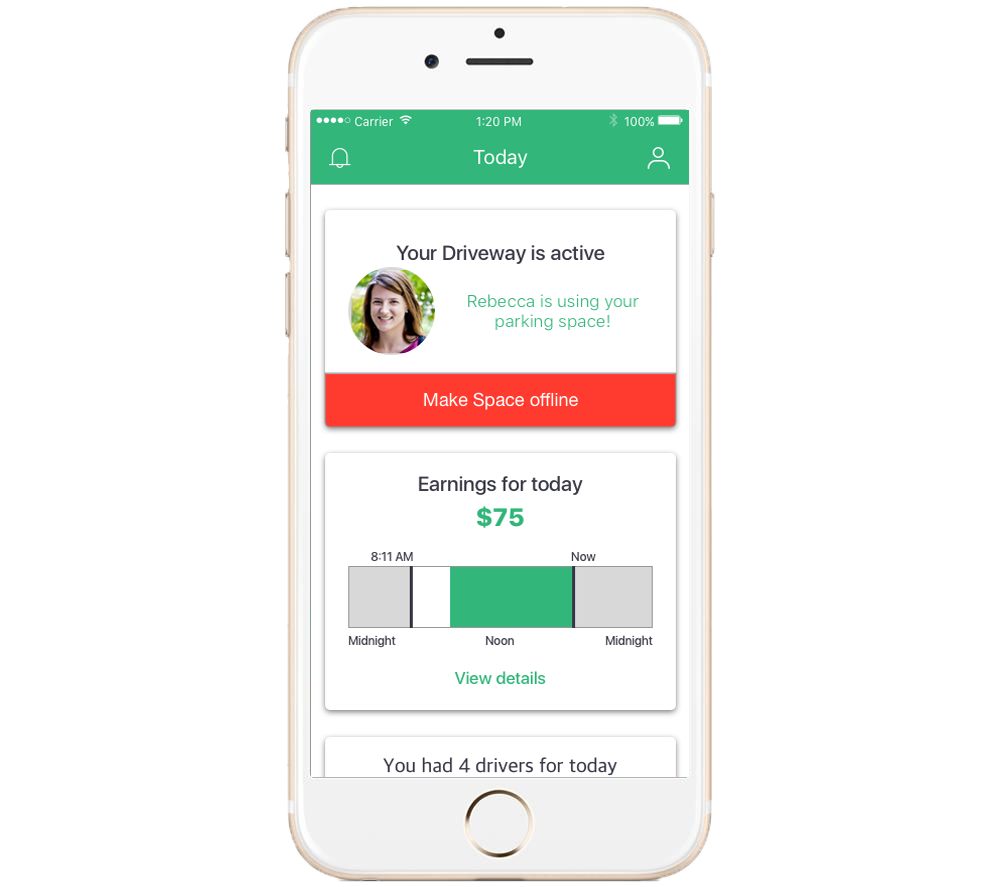 Carrier 1:20 PM 100%
Today
Your Driveway is active
Rebecca is using your
parking space!
Make Space offline
Earnings for today
$75
8:11 AM Now
Midnight Noon Midnight
View details
You had 4 drivers for today